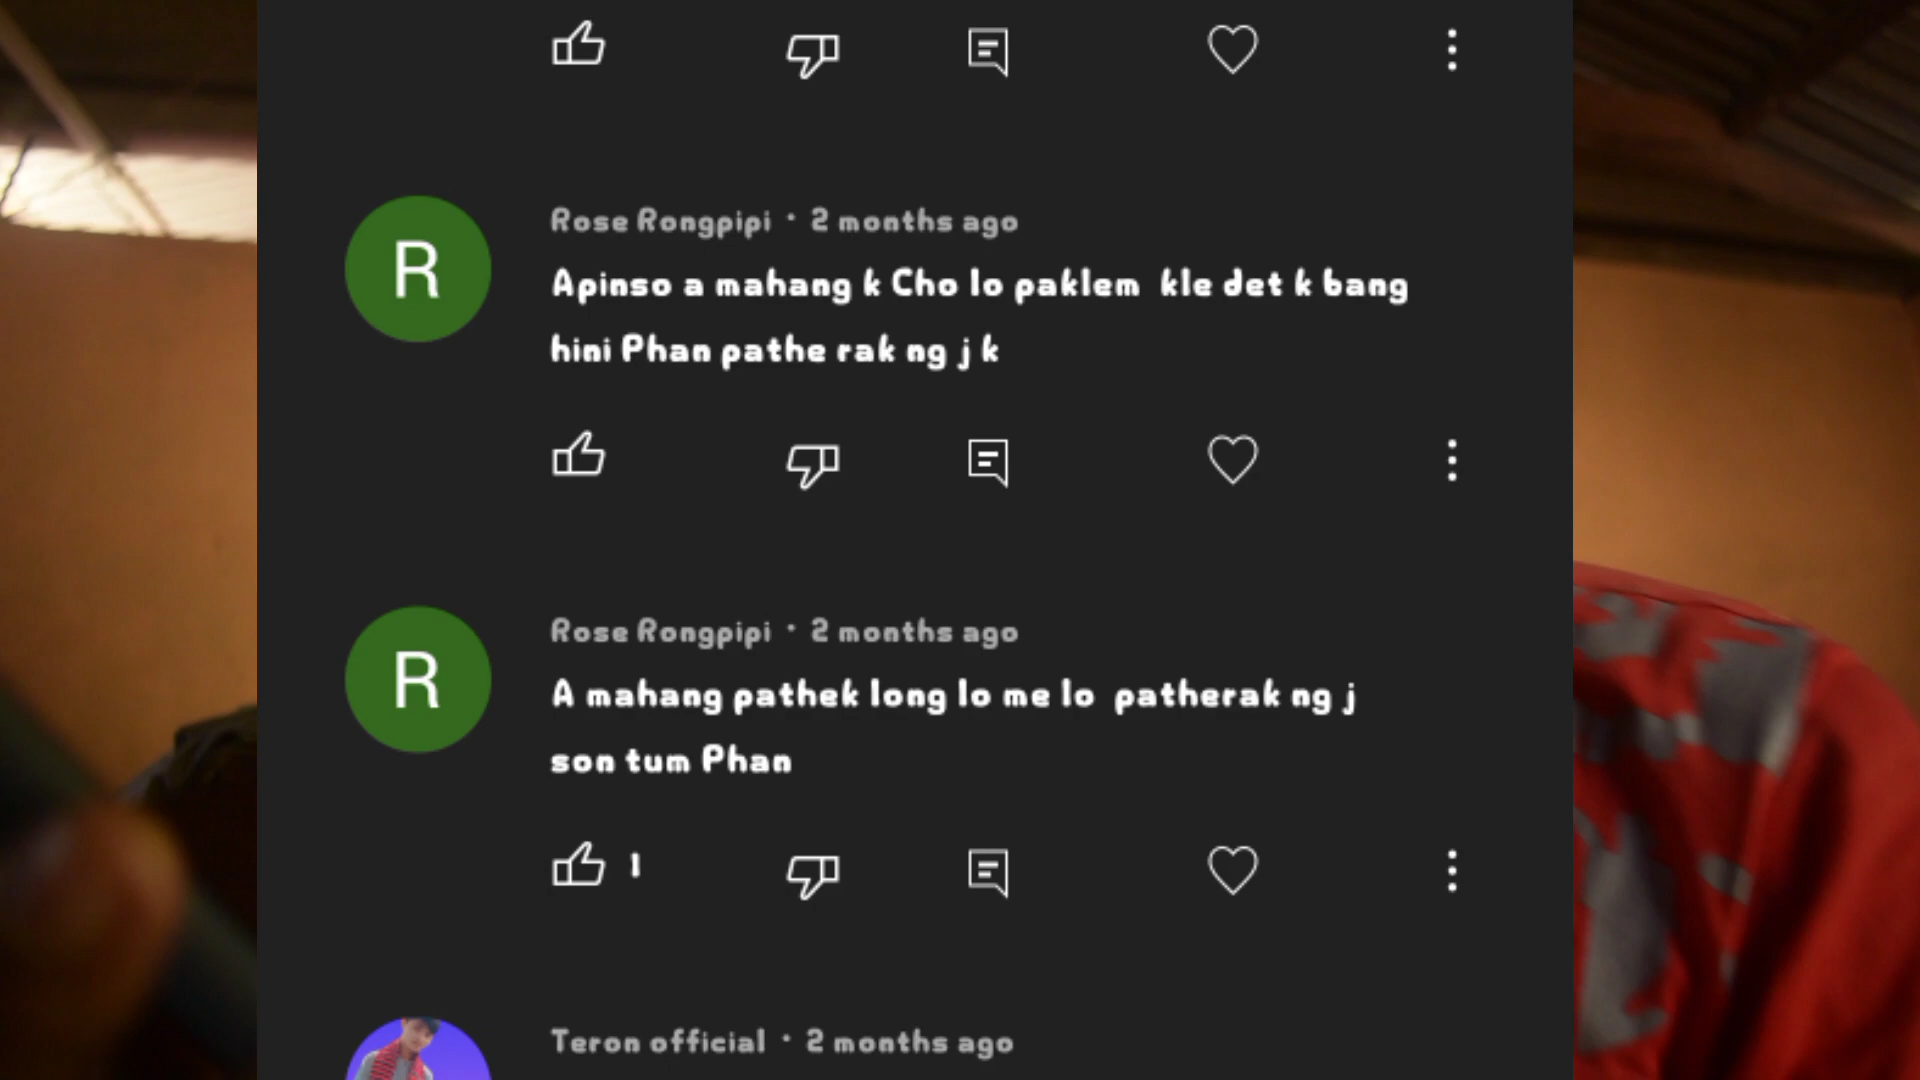 Rose Rongpipi · 2 months ago
R
Apinso a mahang k Cho lo paklem kle det k bang
hini Phan pathe rak ng j k
Rose Rongpipi · 2 months ago
R
A mahang pathek long lo me lo patherak ng j
son tum Phan
1
Teron official · 2 months ago